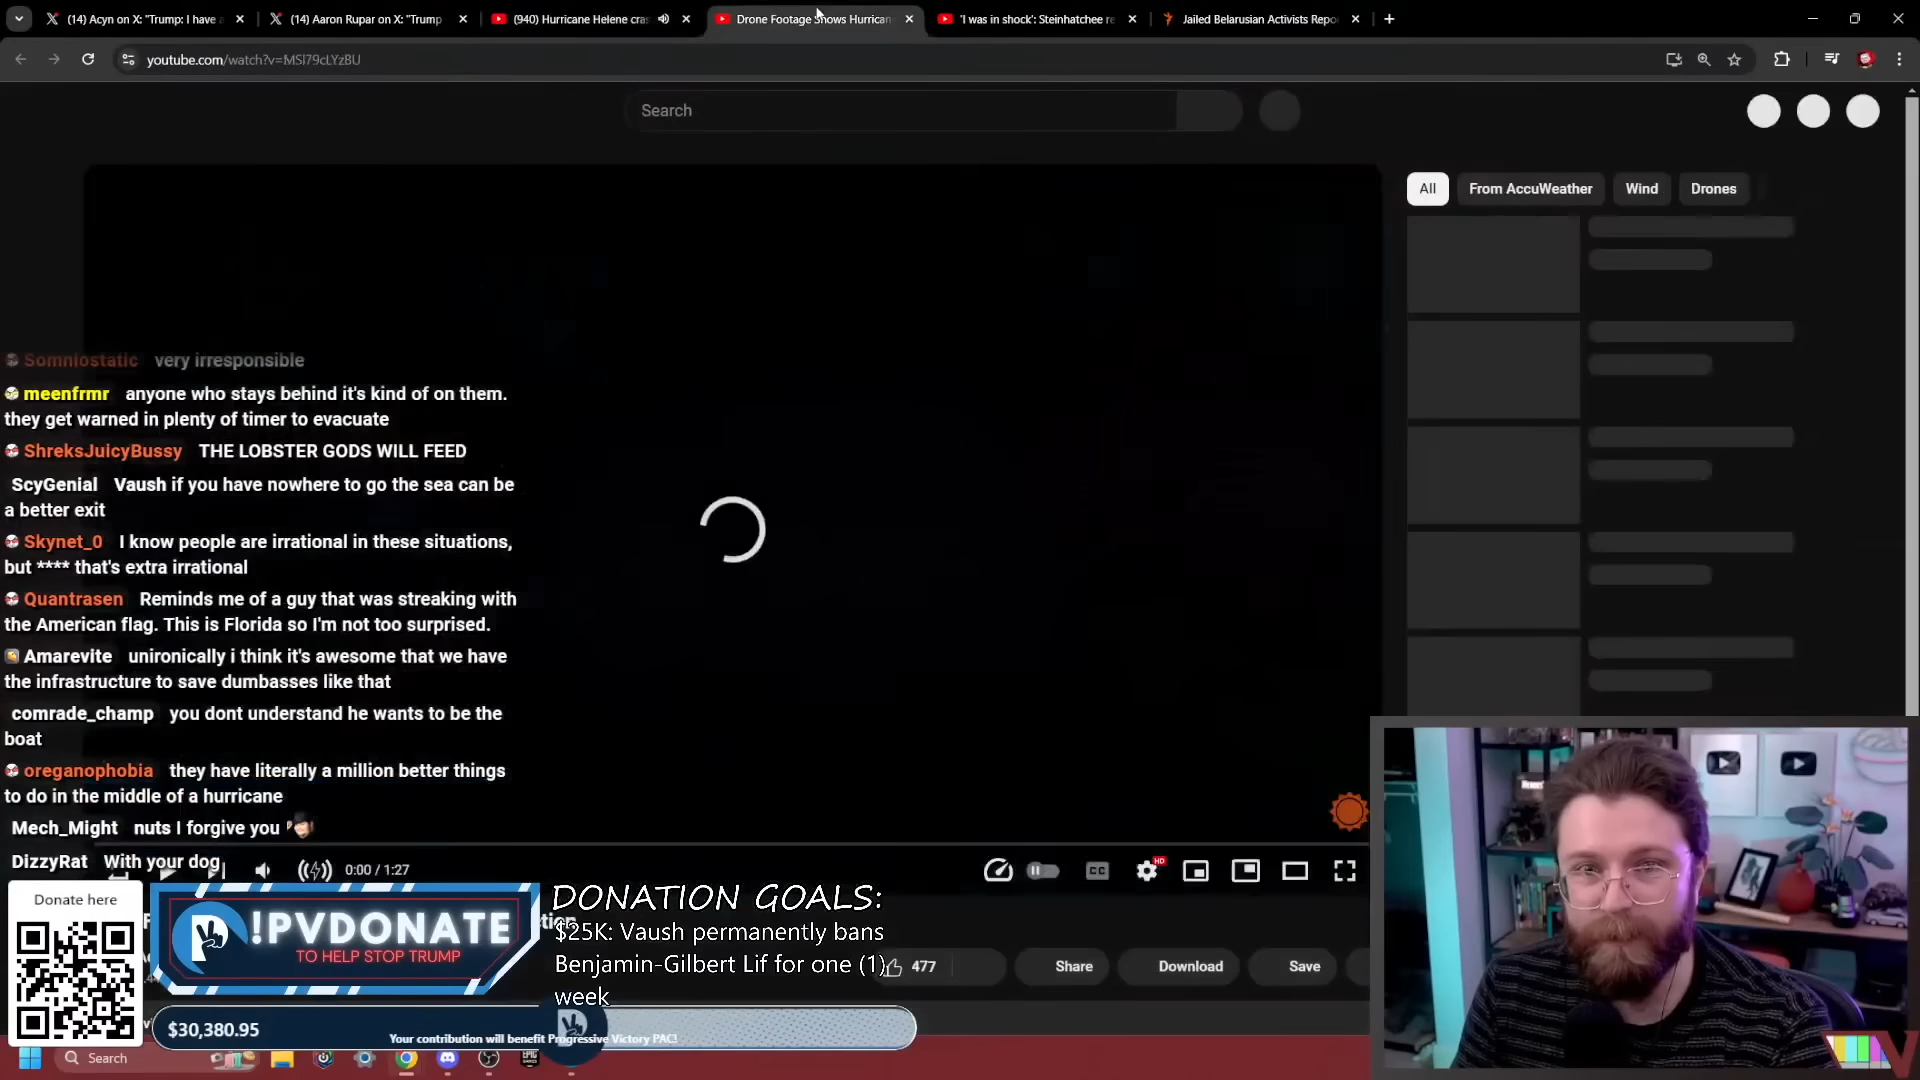 (14) Acyn on X: "Trump: I have a
(14) Aaron Rupar on X: "Trump
(940) Hurricane Helene cras
Drone Footage Shows Hurrican
'I was in shock': Steinhatchee re
Jailed Belarusian Activists Repo
youtube.com/watch?v=MSl79cLYzBU
Search
All
From AccuWeather
Wind
Drones
Somniostatic very irresponsible
meenfrmr anyone who stays behind it's kind of on them.
they get warned in plenty of timer to evacuate
ShreksJuicyBussy THE LOBSTER GODS WILL FEED
ScyGenial Vaush if you have nowhere to go the sea can be
a better exit
Skynet_0 I know people are irrational in these situations,
but **** that's extra irrational
Quantrasen Reminds me of a guy that was streaking with
the American flag. This is Florida so I'm not too surprised.
Amarevite unironically i think it's awesome that we have
the infrastructure to save dumbasses like that
comrade_champ you dont understand he wants to be the
boat
oreganophobia they have literally a million better things
to do in the middle of a hurricane
Mech_Might nuts I forgive you
DizzyRat With your dog
0:00 / 1:27
CC
HD
Donate here
!PVDONATE
TO HELP STOP TRUMP
DONATION GOALS:
$25K: Vaush permanently bans
Benjamin-Gilbert Lif for one (1)
week
477
Share
Download
Save
$30,380.95
Your contribution will benefit Progressive Victory PAC!
Search